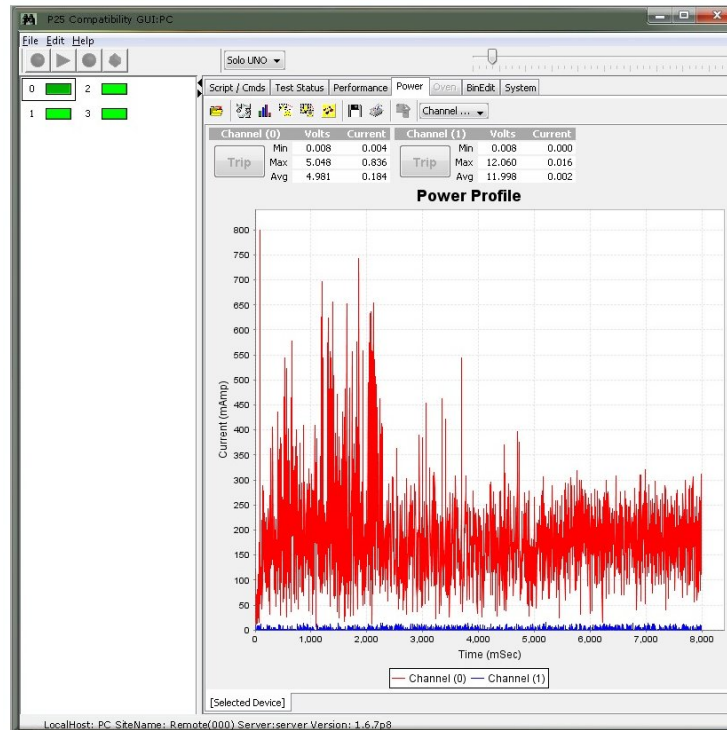 P25 Compatibility GUI:PC
File Edit Help
Solo UNO
0 2
1 3
Script / Cmds Test Status Performance Power Oven BinEdit System
Channel ...
Channel (0) Volts Current Channel (1) Volts Current
Trip Min 0.008 0.004 Trip Min 0.008 0.000
Max 5.048 0.836 Max 12.060 0.016
Avg 4.981 0.184 Avg 11.998 0.002
Power Profile
800
750
700
650
600
550
500
450
400
350
300
250
200
150
100
50
0
Current (mAmp)
0 1,000 2,000 3,000 4,000 5,000 6,000 7,000 8,000
Time (mSec)
Channel (0) Channel (1)
[Selected Device]
LocalHost: PC SiteName: Remote(000) Server:server Version: 1.6.7p8